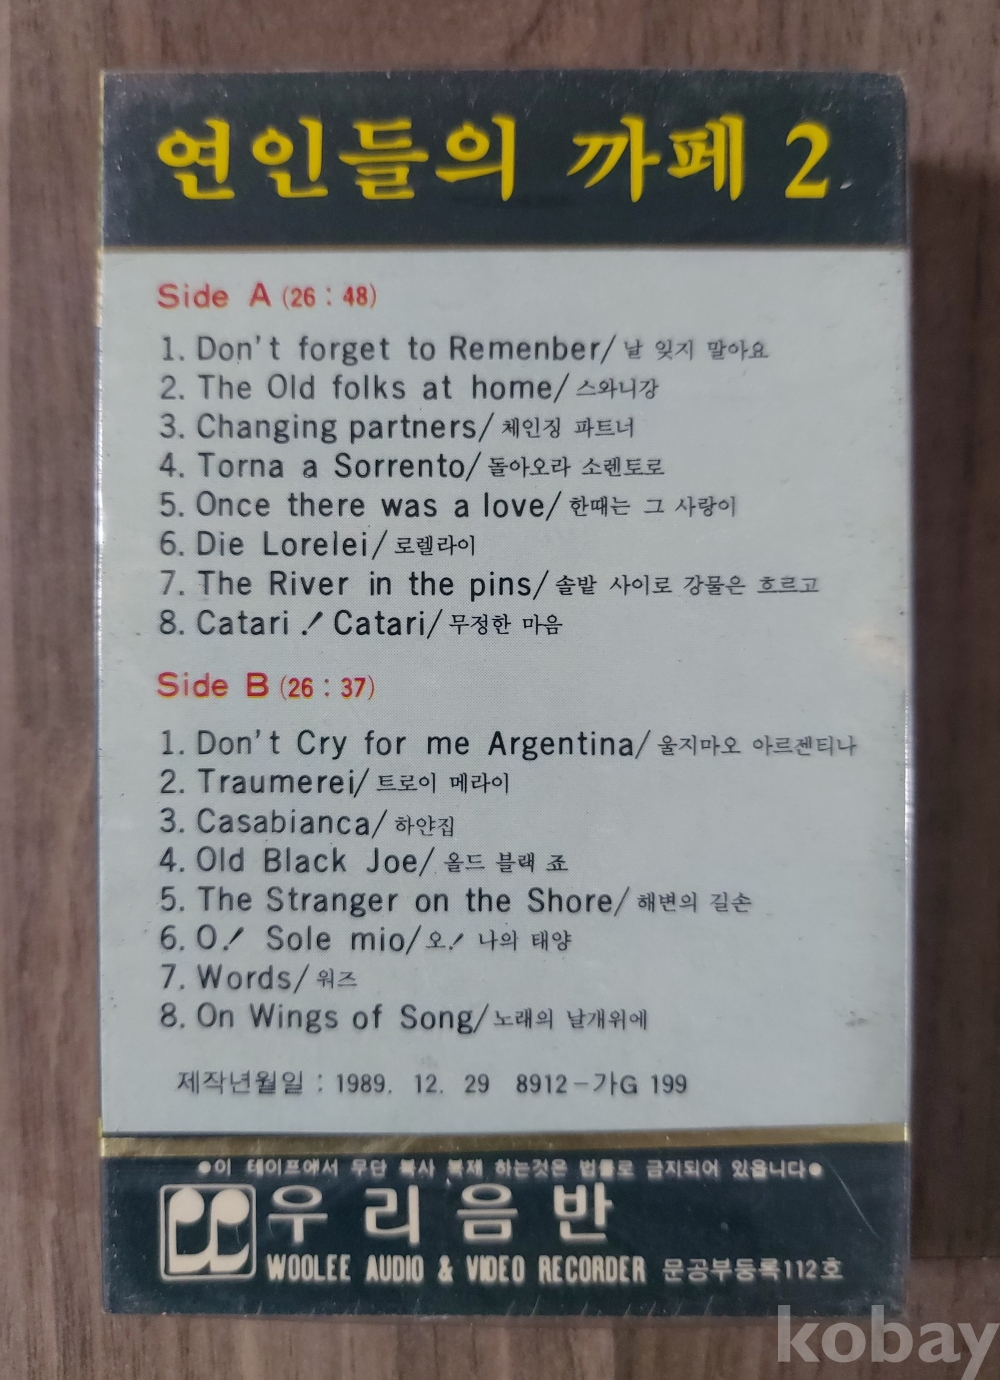 연인들의 까페 2
Side A (26 : 48)
1. Don't forget to Remenber/날 잊지 말아요
2. The Old folks at home/스와니강
3. Changing partners/체인징 파트너
4. Torna a Sorrento/돌아오라 소렌토로
5. Once there was a love/한때는 그 사랑이
6. Die Lorelei/로렐라이
7. The River in the pins/솔밭 사이로 강물은 흐르고
8. Catari! Catari/무정한 마음
Side B (26 : 37)
1. Don't Cry for me Argentina/울지마오 아르젠티나
2. Traumerei/트로이 메라이
3. Casabianca/하얀집
4. Old Black Joe/올드 블랙 죠
5. The Stranger on the Shore/해변의 길손
6. O! Sole mio/오! 나의 태양
7. Words/워즈
8. On Wings of Song/노래의 날개위에
제작년월일 : 1989. 12. 29 8912-가G 199
●이 테이프에서 무단 복사 복제 하는것은 법률로 금지되어 있읍니다●
우리음반
WOOLEE AUDIO & VIDEO RECORDER 문공부등록112호
kobay